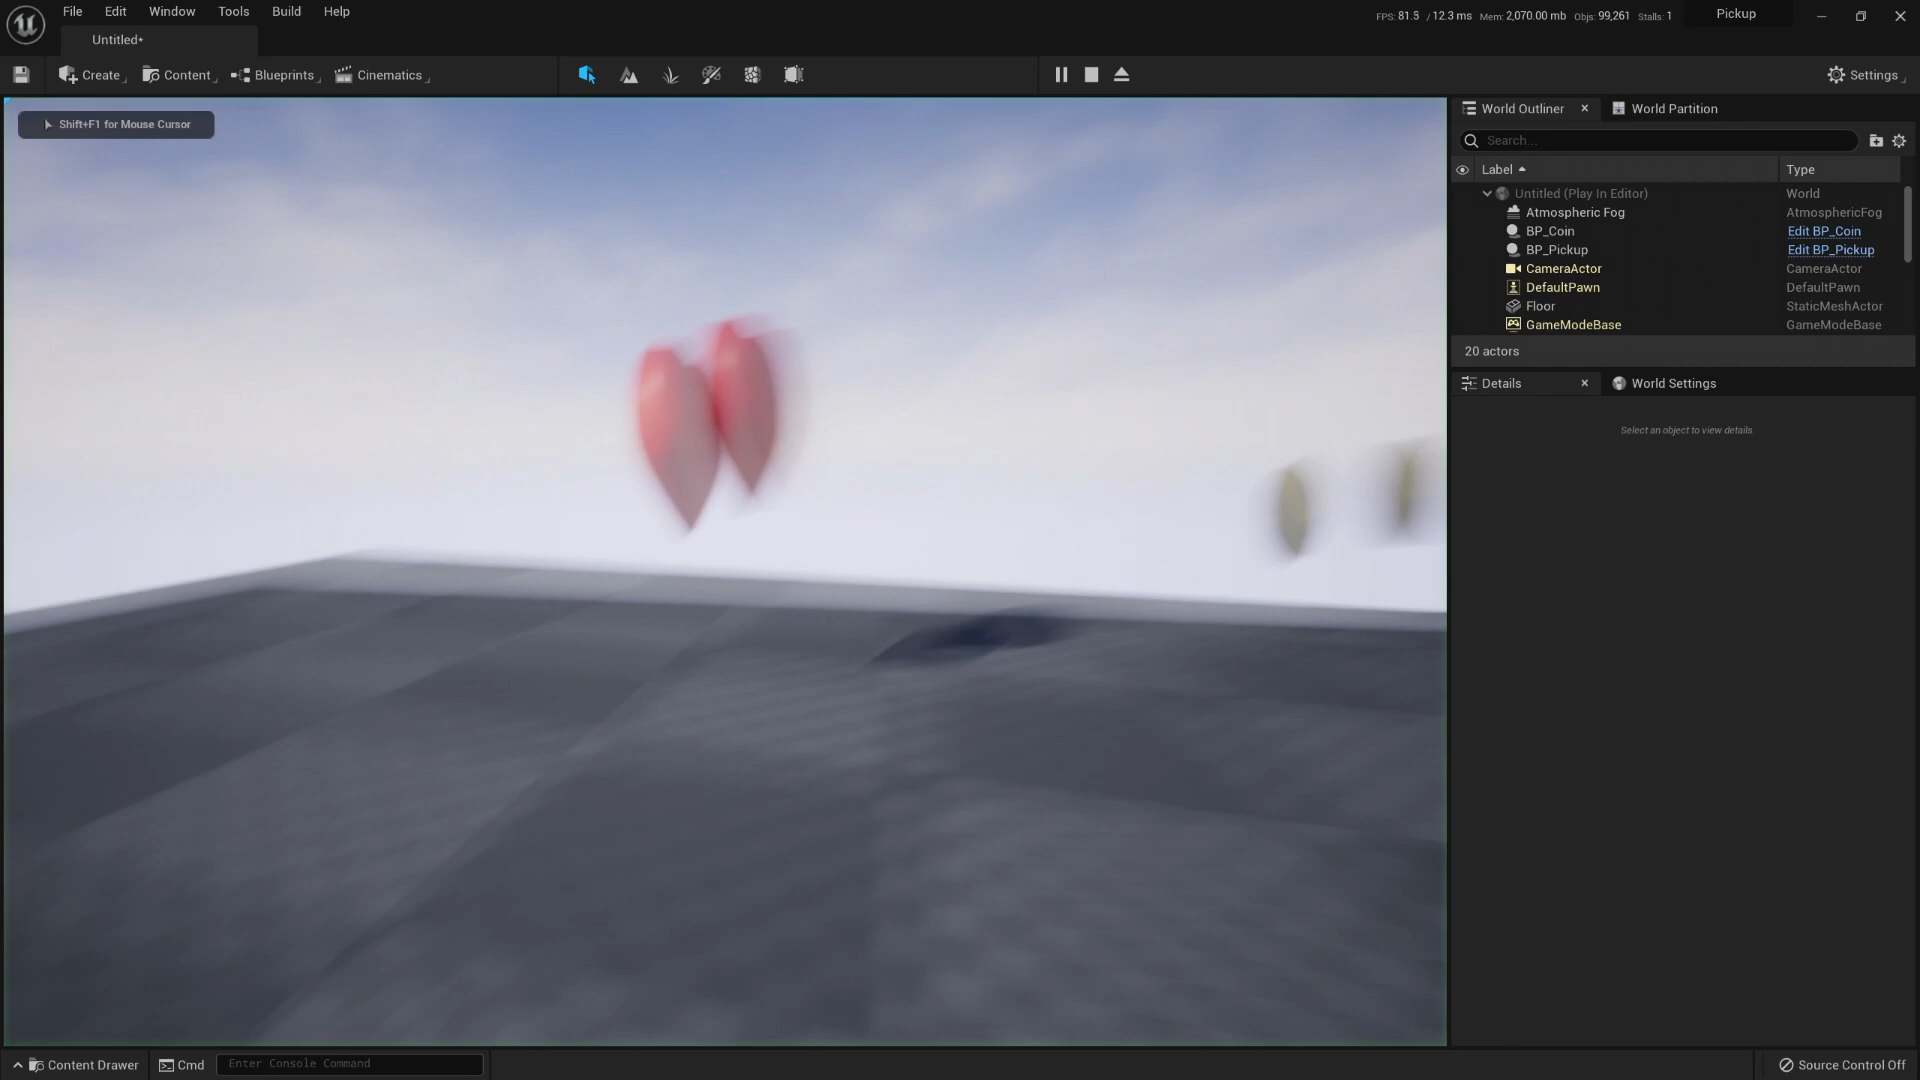 File Edit Window Tools Build Help
FPS: 81.5 / 12.3 ms Mem: 2,070.00 mb Objs: 99,261 Stalls: 1
Pickup
Untitled*
Create Content Blueprints Cinematics
Settings
Shift+F1 for Mouse Cursor
World Outliner
World Partition
Search...
Label Type
Untitled (Play In Editor) World
Atmospheric Fog AtmosphericFog
BP_Coin Edit BP_Coin
BP_Pickup Edit BP_Pickup
CameraActor CameraActor
DefaultPawn DefaultPawn
Floor StaticMeshActor
GameModeBase GameModeBase
20 actors
Details
World Settings
Select an object to view details.
Content Drawer Cmd Enter Console Command
Source Control Off